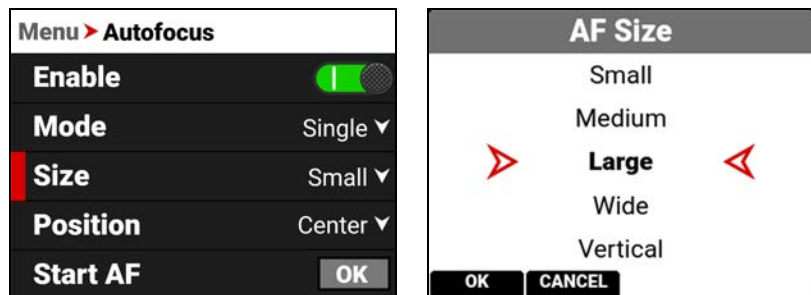 Menu > Autofocus
Enable
Mode Single
Size Small
Position Center
Start AF OK
AF Size
Small
Medium
Large
Wide
Vertical
OK CANCEL